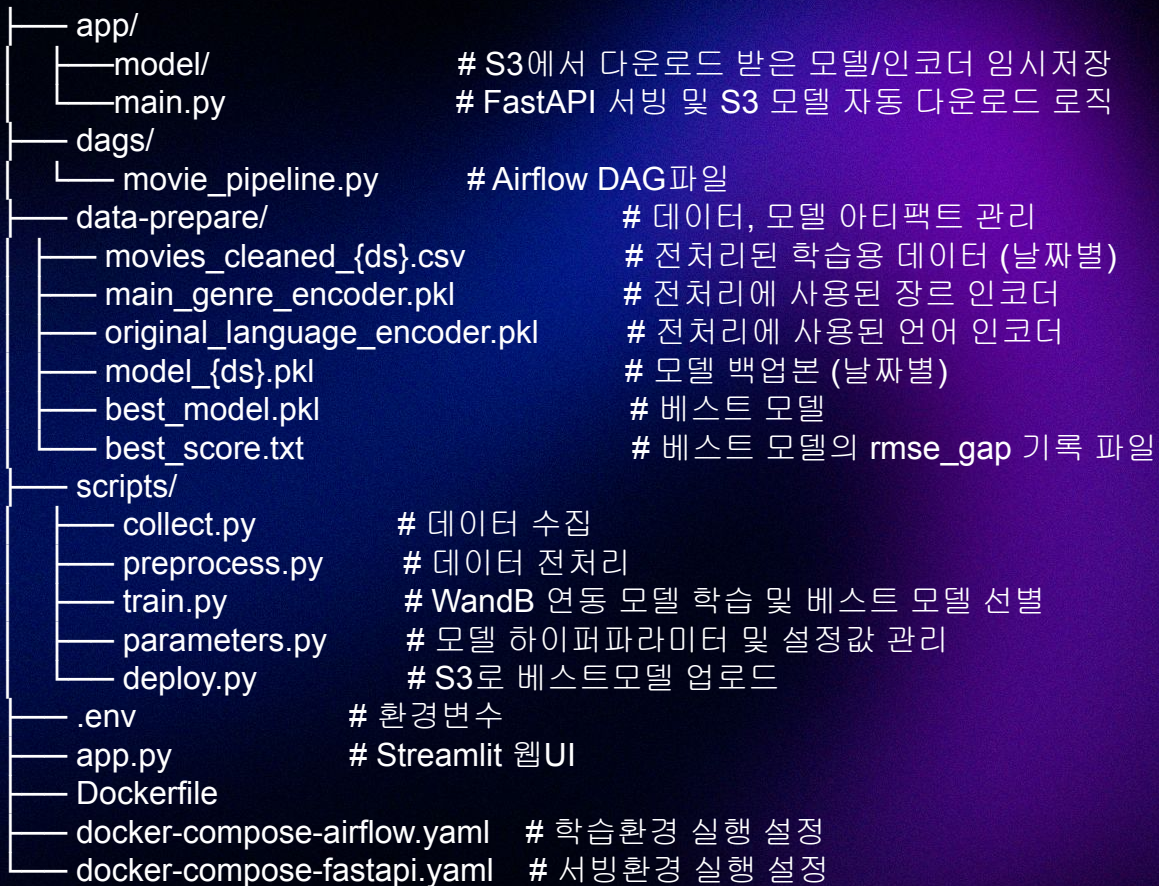 ├── app/
│   ├──model/ # S3에서 다운로드 받은 모델/인코더 임시저장
│   └──main.py # FastAPI 서빙 및 S3 모델 자동 다운로드 로직
├── dags/
│   └── movie_pipeline.py # Airflow DAG파일
├── data-prepare/ # 데이터, 모델 아티팩트 관리
│   ├── movies_cleaned_{ds}.csv # 전처리된 학습용 데이터 (날짜별)
│   ├── main_genre_encoder.pkl # 전처리에 사용된 장르 인코더
│   ├── original_language_encoder.pkl # 전처리에 사용된 언어 인코더
│   ├── model_{ds}.pkl # 모델 백업본 (날짜별)
│   ├── best_model.pkl # 베스트 모델
│   └── best_score.txt # 베스트 모델의 rmse_gap 기록 파일
├── scripts/
│   ├── collect.py # 데이터 수집
│   ├── preprocess.py # 데이터 전처리
│   ├── train.py # WandB 연동 모델 학습 및 베스트 모델 선별
│   ├── parameters.py # 모델 하이퍼파라미터 및 설정값 관리
│   └── deploy.py # S3로 베스트모델 업로드
├── .env # 환경변수
├── app.py # Streamlit 웹UI
├── Dockerfile
├── docker-compose-airflow.yaml # 학습환경 실행 설정
└── docker-compose-fastapi.yaml # 서빙환경 실행 설정